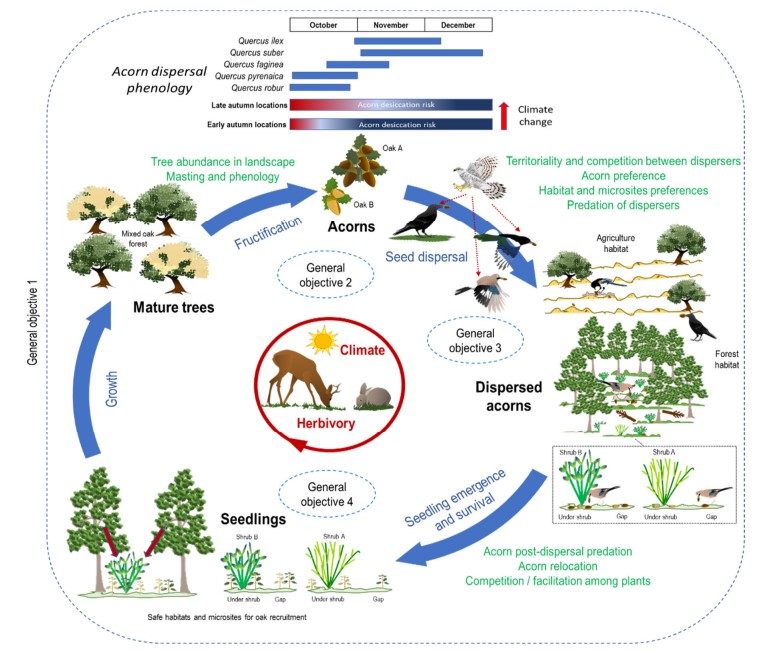 October November December
Acorn dispersal
phenology
Quercus ilex
Quercus suber
Quercus faginea
Quercus pyrenaica
Quercus robur
Late autumn locations Acorn desiccation risk
Early autumn locations Acorn desiccation risk
Climate
change
Tree abundance in landscape
Masting and phenology
Oak A
Oak B
Acorns
Fructification
Mixed oak
forest
Mature trees
Territoriality and competition between dispersers
Acorn preference
Habitat and microsites preferences
Predation of dispersers
Seed dispersal
Agriculture
habitat
Forest
habitat
General
objective 2
General
objective 3
General objective 1
Growth
Climate
Herbivory
Dispersed
acorns
Shrub B Shrub A
Under shrub Gap Under shrub Gap
General
objective 4
Seedling emergence
and survival
Seedlings
Shrub B Shrub A
Under shrub Gap Under shrub Gap
Acorn post-dispersal predation
Acorn relocation
Competition / facilitation among plants
Safe habitats and microsites for oak recruitment